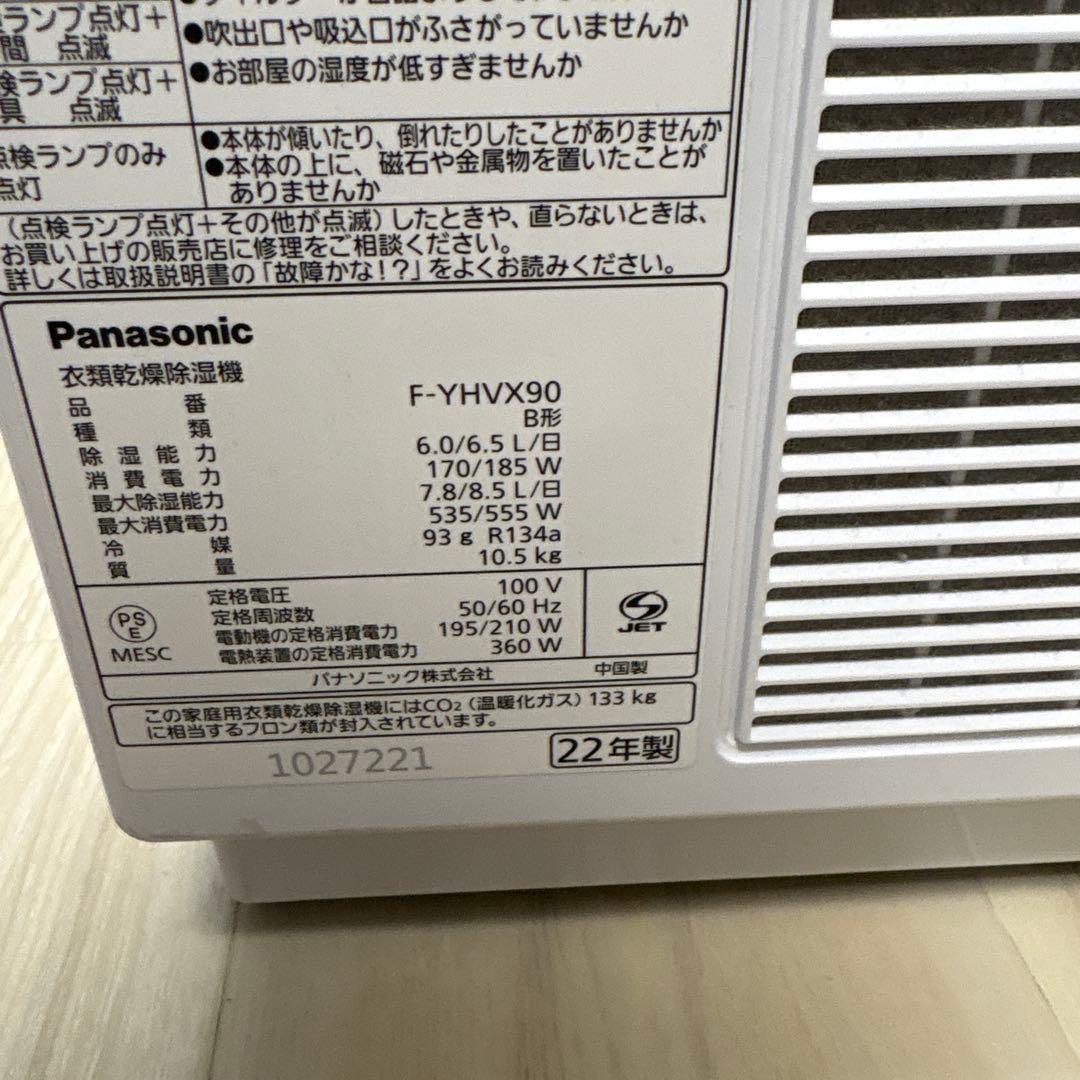 検ランプ点灯＋
間 点滅
●吹出口や吸込口がふさがっていませんか
●お部屋の湿度が低すぎませんか
検ランプ点灯＋
具 点滅
点検ランプのみ
点灯
●本体が傾いたり、倒れたりしたことがありませんか
●本体の上に、磁石や金属物を置いたことが
ありませんか
（点検ランプ点灯＋その他が点滅）したときや、直らないときは、
お買い上げの販売店に修理をご相談ください。
詳しくは取扱説明書の「故障かな！？」をよくお読みください。
Panasonic
衣類乾燥除湿機
品番 F-YHVX90
種類 B形
除湿能力 6.0/6.5 L/日
消費電力 170/185 W
最大除湿能力 7.8/8.5 L/日
最大消費電力 535/555 W
冷媒 93 g R134a
質量 10.5 kg
PS
E
MESC
定格電圧 100 V
定格周波数 50/60 Hz
電動機の定格消費電力 195/210 W
電熱装置の定格消費電力 360 W
JET
パナソニック株式会社 中国製
この家庭用衣類乾燥除湿機にはCO₂（温暖化ガス）133 kg
に相当するフロン類が封入されています。
1027221 22年製